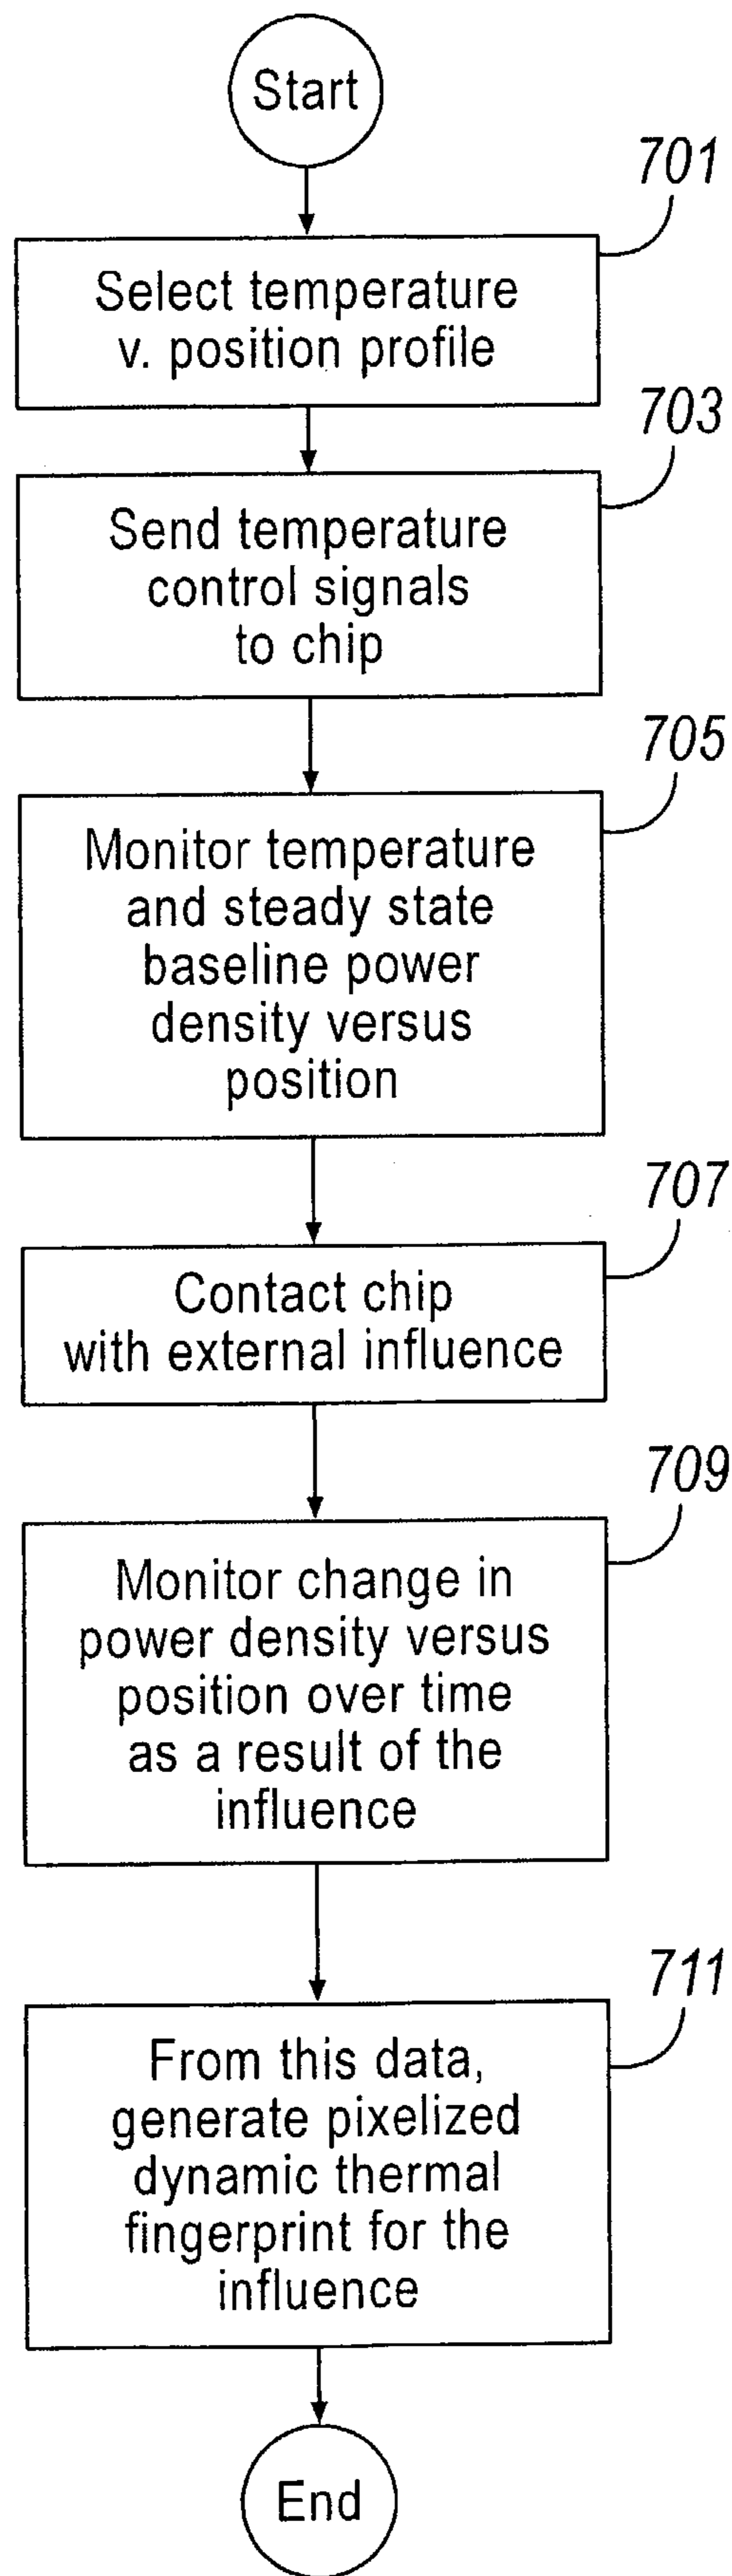 Start
701
Select temperature
v. position profile
703
Send temperature
control signals
to chip
705
Monitor temperature
and steady state
baseline power
density versus
position
707
Contact chip
with external influence
709
Monitor change in
power density versus
position over time
as a result of the
influence
711
From this data,
generate pixelized
dynamic thermal
fingerprint for the
influence
End